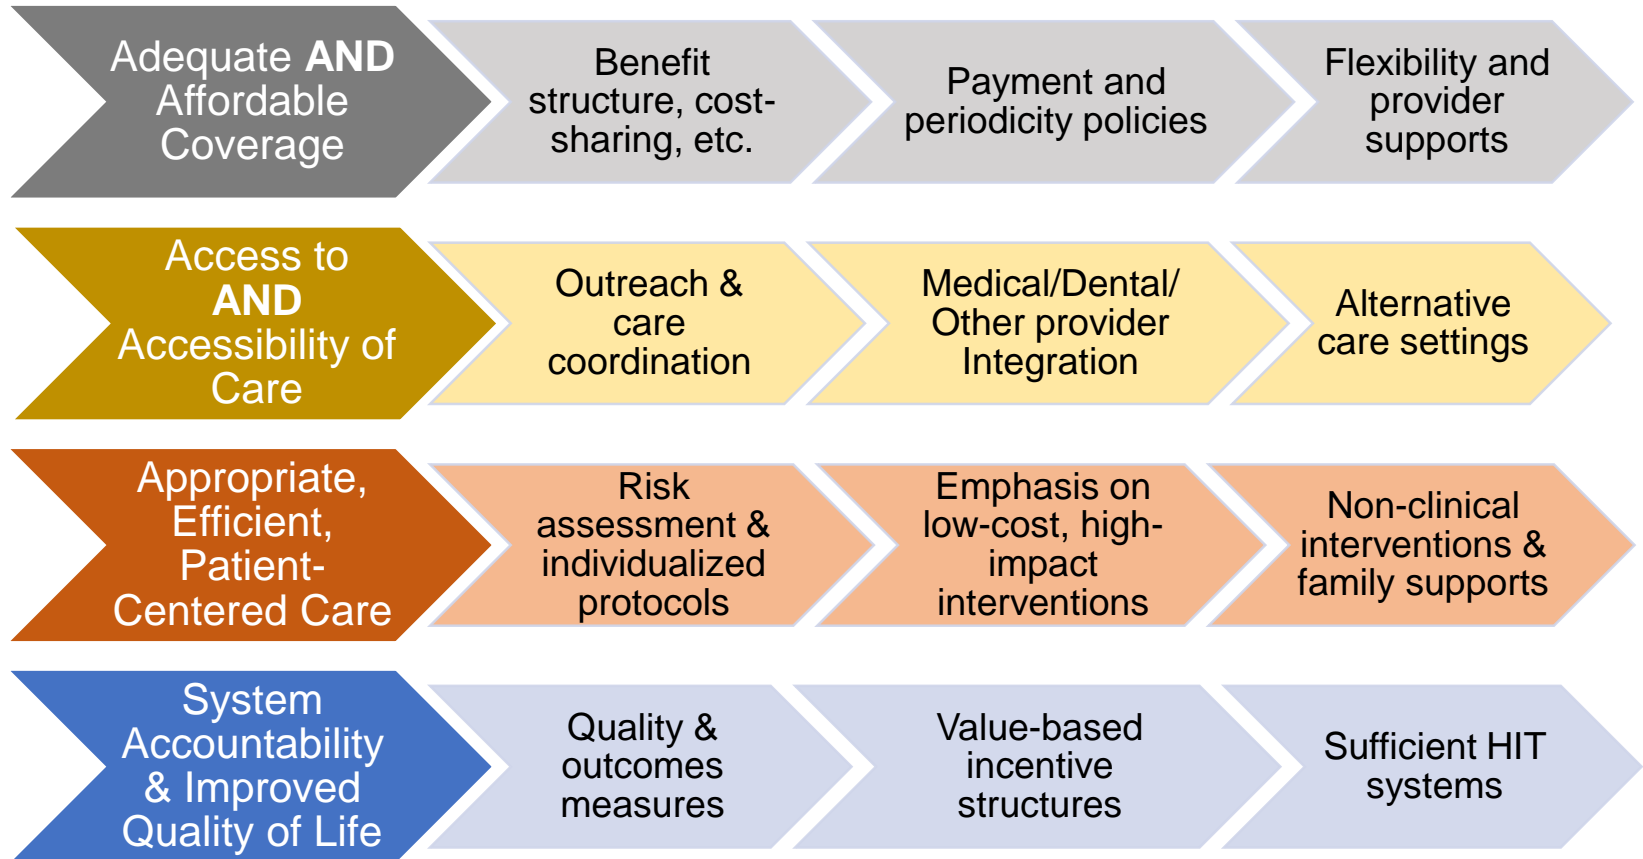 Adequate AND
Affordable
Coverage
Benefit
structure, cost-
sharing, etc.
Payment and
periodicity policies
Flexibility and
provider
supports
Access to
AND
Accessibility of
Care
Outreach &
care
coordination
Medical/Dental/
Other provider
Integration
Alternative
care settings
Appropriate,
Efficient,
Patient-
Centered Care
Risk
assessment &
individualized
protocols
Emphasis on
low-cost, high-
impact
interventions
Non-clinical
interventions &
family supports
System
Accountability
& Improved
Quality of Life
Quality &
outcomes
measures
Value-based
incentive
structures
Sufficient HIT
systems